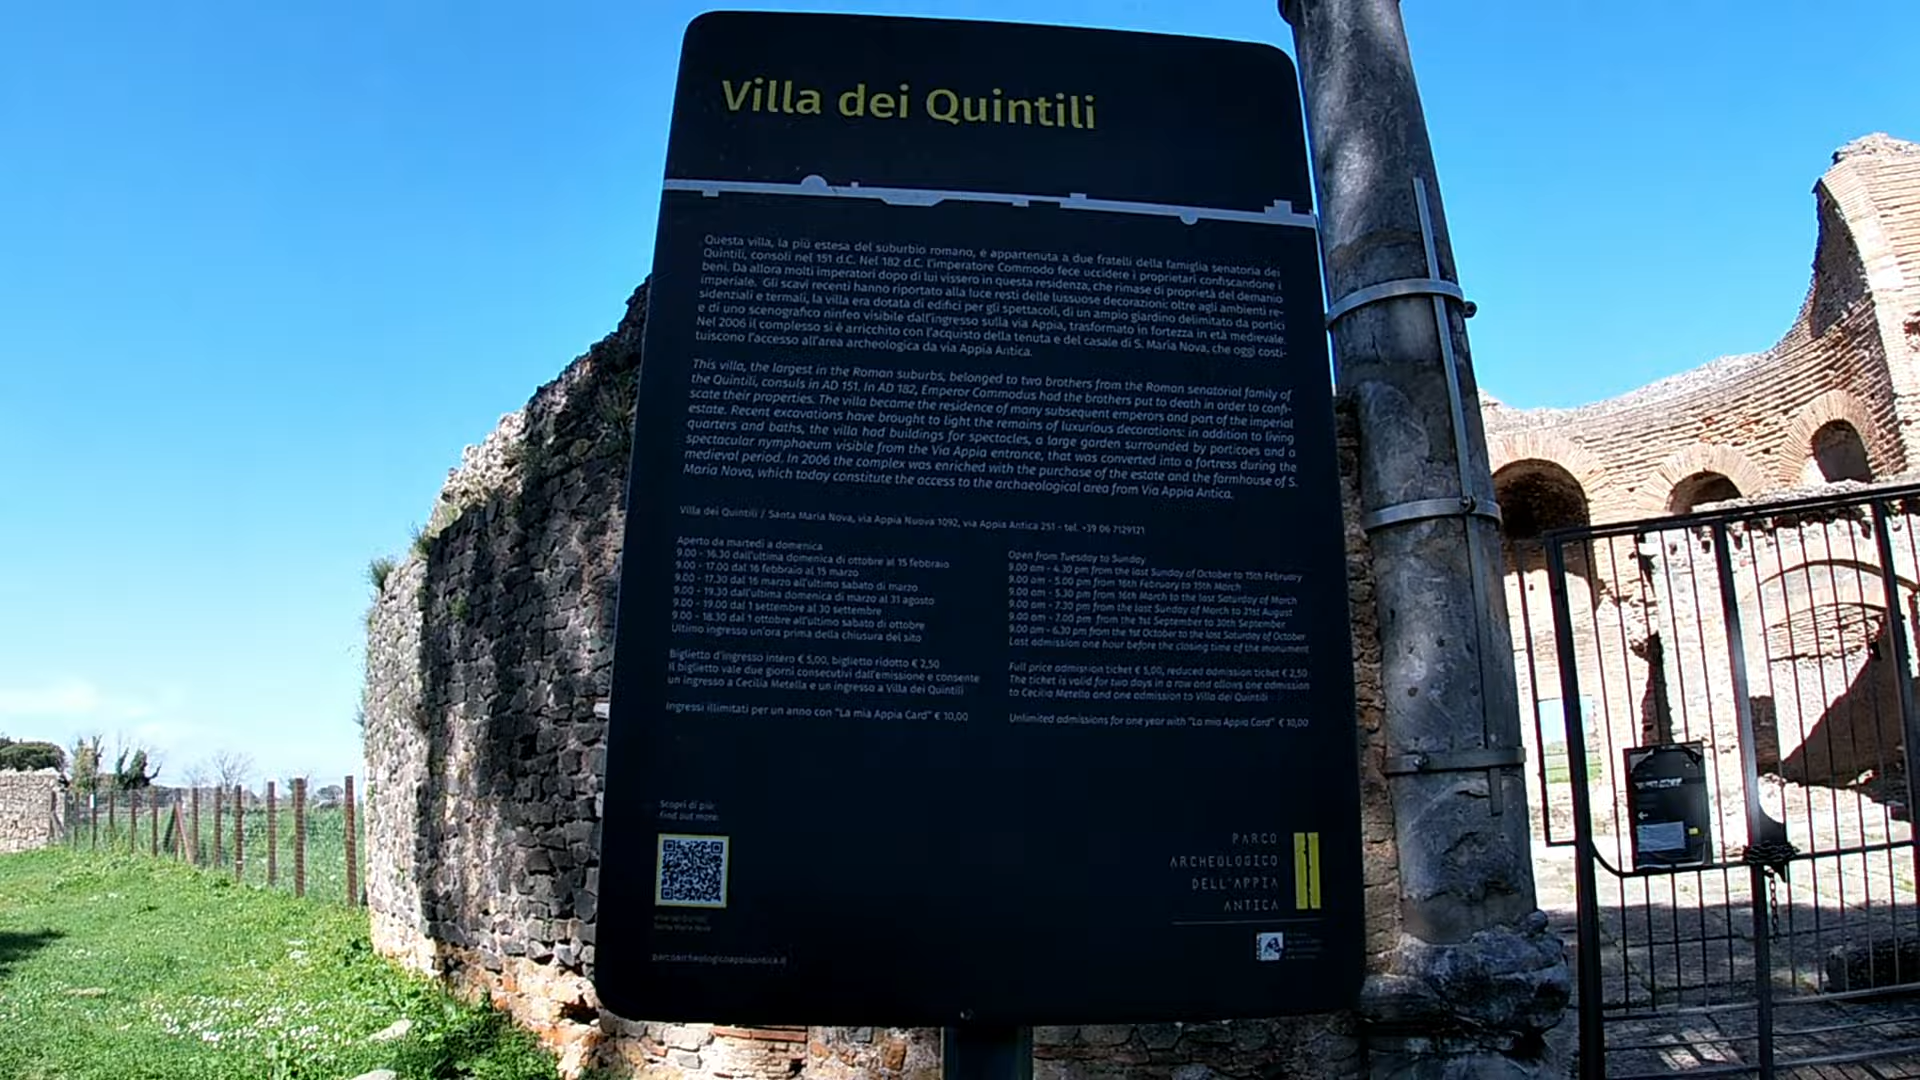 Villa dei Quintili
Questa villa, la più estesa del suburbio romano, è appartenuta a due fratelli della famiglia senatoria dei
Quintili, consoli nel 151 d.C. Nel 182 d.C. l'imperatore Commodo fece uccidere i proprietari confiscandone i
beni. Da allora molti imperatori dopo di lui vissero in questa residenza, che rimase di proprietà del demanio
imperiale. Gli scavi recenti hanno riportato alla luce resti delle lussuose decorazioni: oltre agli ambienti re-
sidenziali e termali, la villa era dotata di edifici per gli spettacoli, di un ampio giardino delimitato da portici
e di uno scenografico ninfeo visibile dall'ingresso sulla via Appia, trasformato in fortezza in età medievale.
Nel 2006 il complesso si è arricchito con l'acquisto della tenuta e del casale di S. Maria Nova, che oggi costi-
tuiscono l'accesso all'area archeologica da via Appia Antica.
This villa, the largest in the Roman suburbs, belonged to two brothers from the Roman senatorial family of
the Quintili, consuls in AD 151. In AD 182, Emperor Commodus had the brothers put to death in order to confi-
scate their properties. The villa became the residence of many subsequent emperors and part of the imperial
estate. Recent excavations have brought to light the remains of luxurious decorations: in addition to living
quarters and baths, the villa had buildings for spectacles, a large garden surrounded by porticoes and a
spectacular nymphaeum visible from the Via Appia entrance, that was converted into a fortress during the
medieval period. In 2006 the complex was enriched with the purchase of the estate and the farmhouse of S.
Maria Nova, which today constitute the access to the archaeological area from Via Appia Antica.
Villa dei Quintili / Santa Maria Nova, via Appia Nuova 1092, via Appia Antica 251 - tel. +39 06 7129121
Aperto da martedì a domenica
9.00 - 16.30 dall'ultima domenica di ottobre al 15 febbraio
9.00 - 17.00 dal 16 febbraio al 15 marzo
9.00 - 17.30 dal 16 marzo all'ultimo sabato di marzo
9.00 - 19.30 dall'ultima domenica di marzo al 31 agosto
9.00 - 19.00 dal 1 settembre al 30 settembre
9.00 - 18.30 dal 1 ottobre all'ultimo sabato di ottobre
Ultimo ingresso un'ora prima della chiusura del sito
Biglietto d'ingresso intero € 5,00, biglietto ridotto € 2,50
Il biglietto vale due giorni consecutivi dall'emissione e consente
un ingresso a Cecilia Metella e un ingresso a Villa dei Quintili
Ingressi illimitati per un anno con "La mia Appia Card" € 10,00
Open from Tuesday to Sunday
9.00 am - 4.30 pm from the last Sunday of October to 15th February
9.00 am - 5.00 pm from 16th February to 15th March
9.00 am - 5.30 pm from 16th March to the last Saturday of March
9.00 am - 7.30 pm from the last Sunday of March to 31st August
9.00 am - 7.00 pm from the 1st September to 30th September
9.00 pm - 6.30 pm from the 1st October to the last Saturday of October
Last admission one hour before the closing time of the monument
Full price admission ticket € 5,00, reduced admission ticket € 2,50
The ticket is valid for two days in a row and allows one admission
to Cecilia Metella and one admission to Villa dei Quintili
Unlimited admissions for one year with "La mia Appia Card" € 10,00
Scopri di più:
find out more:
Villa dei Quintili
Santa Maria Nova
parcoarcheologicoappiaantica.it
PARCO
ARCHEOLOGICO
DELL'APPIA
ANTICA